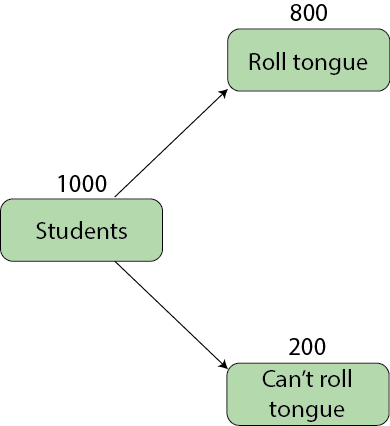 800
Roll tongue
1000
Students
200
Can't roll
tongue